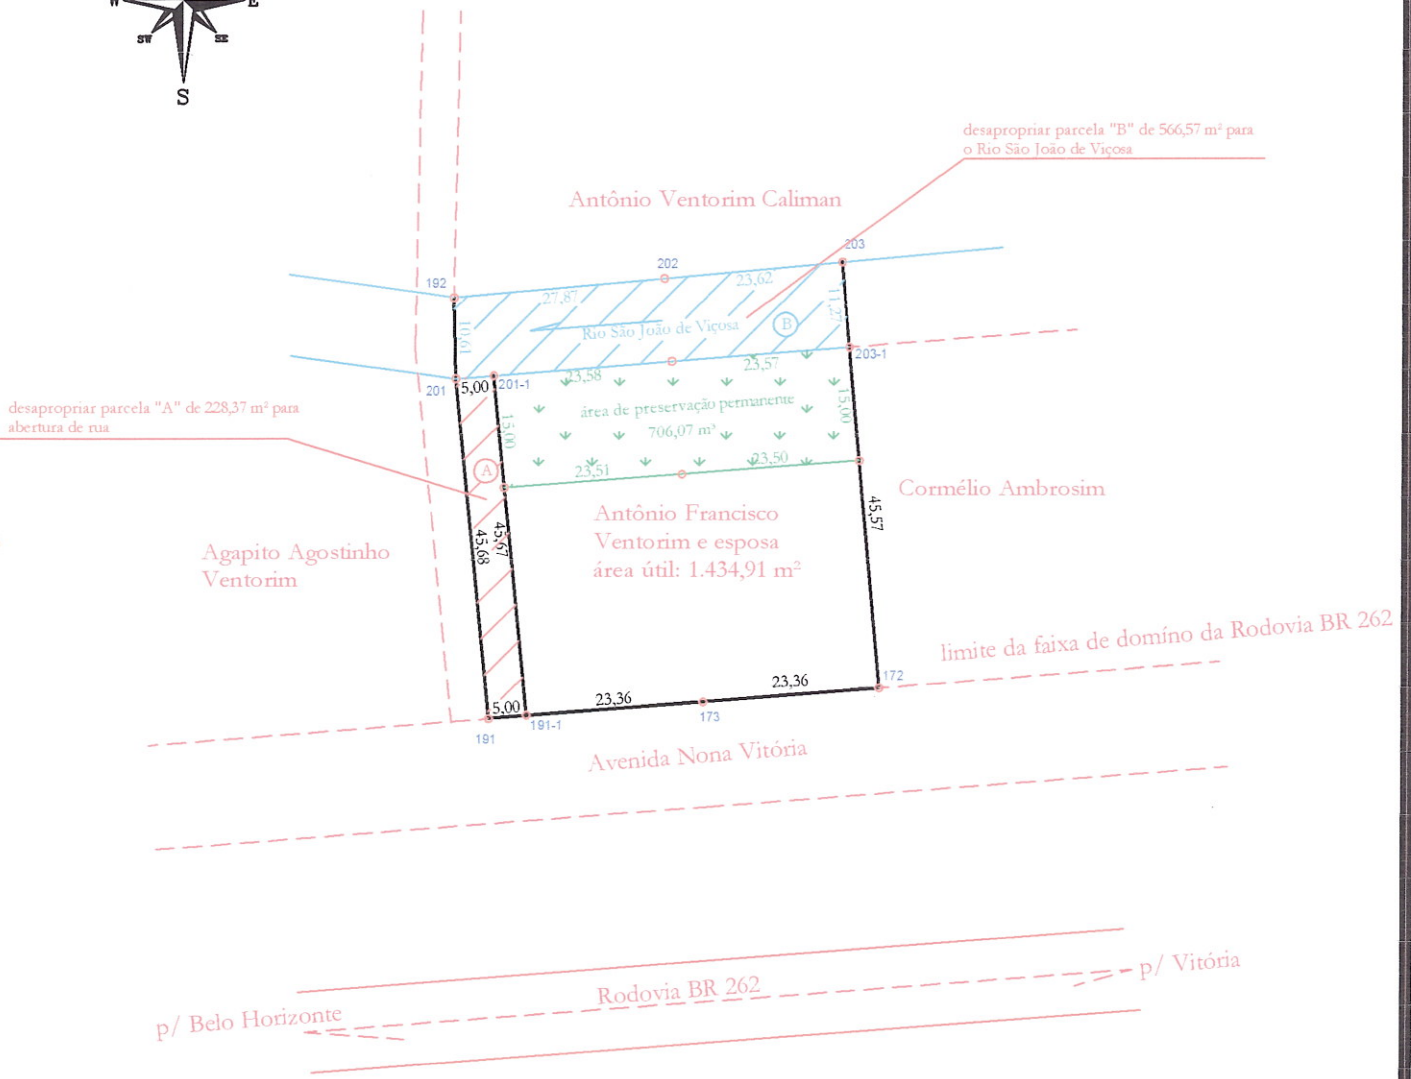 W
E
SW
SE
S
desapropriar parcela "B" de 566,57 m² para
o Rio São João de Viçosa
Antônio Ventorim Caliman
203
202
192
23,62
27,87
11,27
10,61
Rio São João de Viçosa
B
203-1
201
5,00
201-1
23,58
23,57
desapropriar parcela "A" de 228,37 m² para
abertura de rua
área de preservação permanente
706,07 m²
15,00
15,00
A
23,51
23,50
Cormélio Ambrosim
45,57
Antônio Francisco
Ventorim e esposa
área útil: 1.434,91 m²
45,67
45,68
Agapito Agostinho
Ventorim
limite da faixa de domíno da Rodovia BR 262
172
23,36
23,36
5,00
191-1
173
191
Avenida Nona Vitória
p/ Vitória
Rodovia BR 262
p/ Belo Horizonte